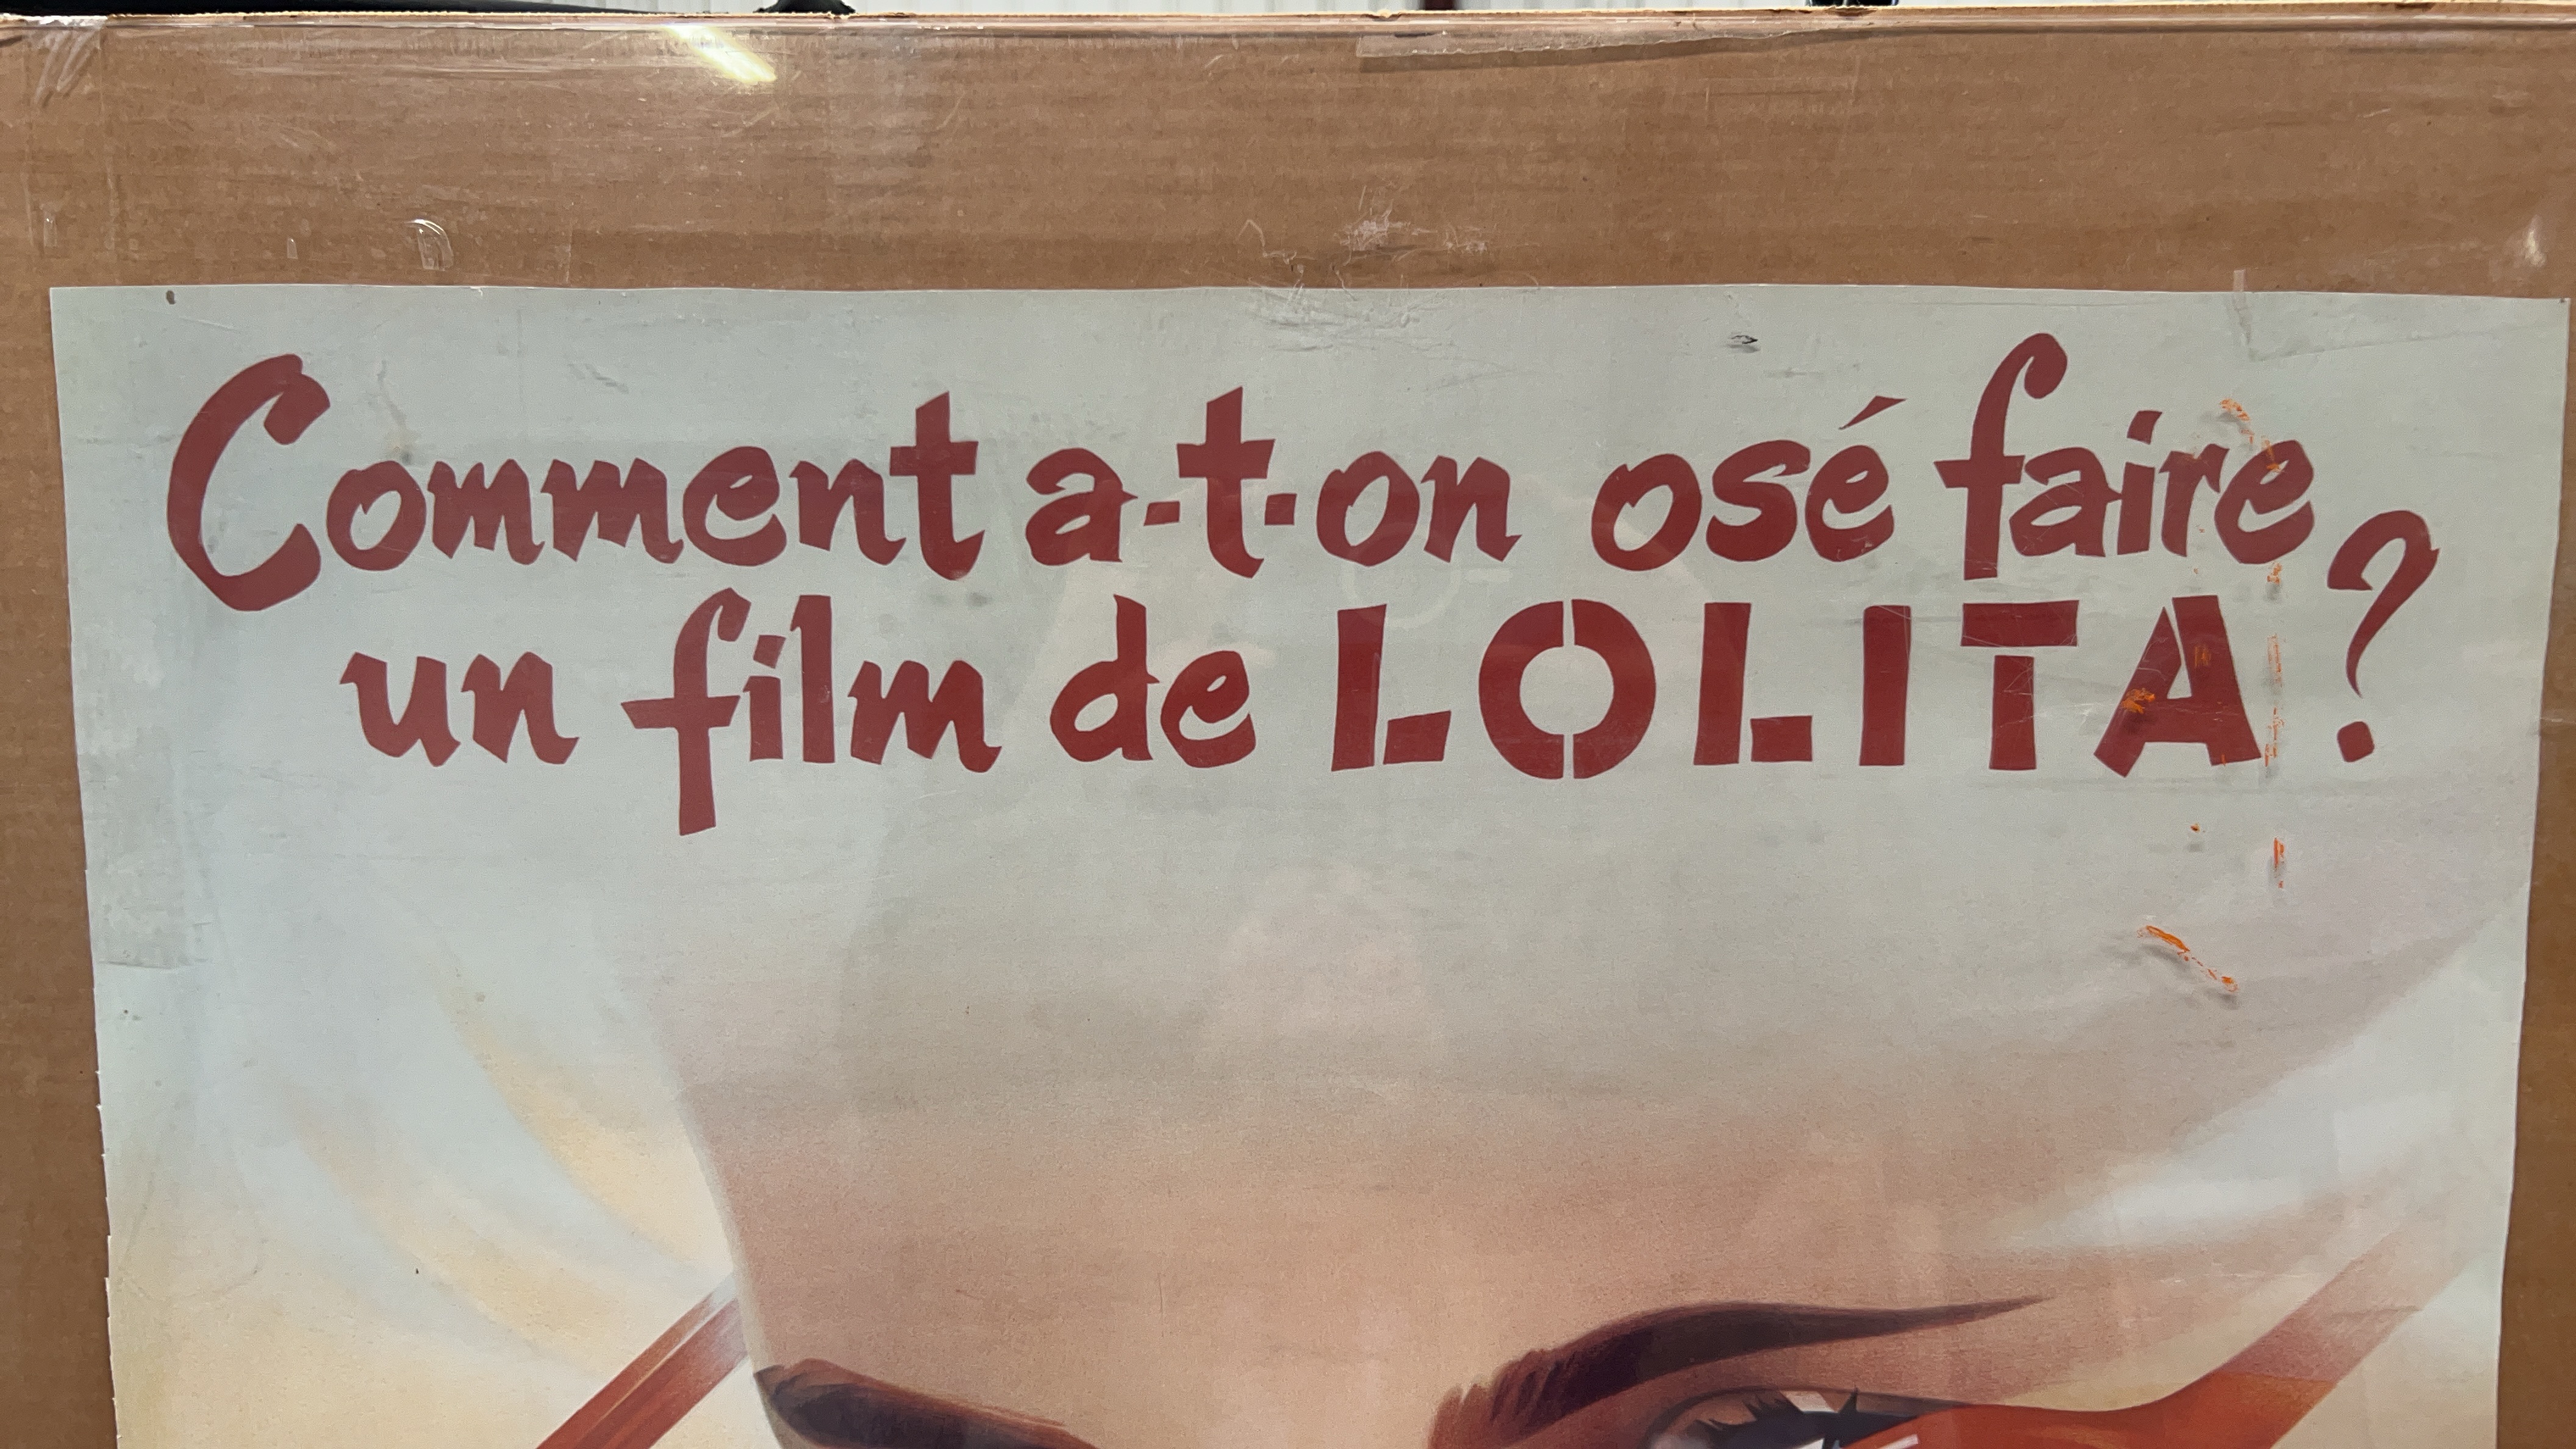 Comment a-t-on osé faire
un film de LOLITA ?